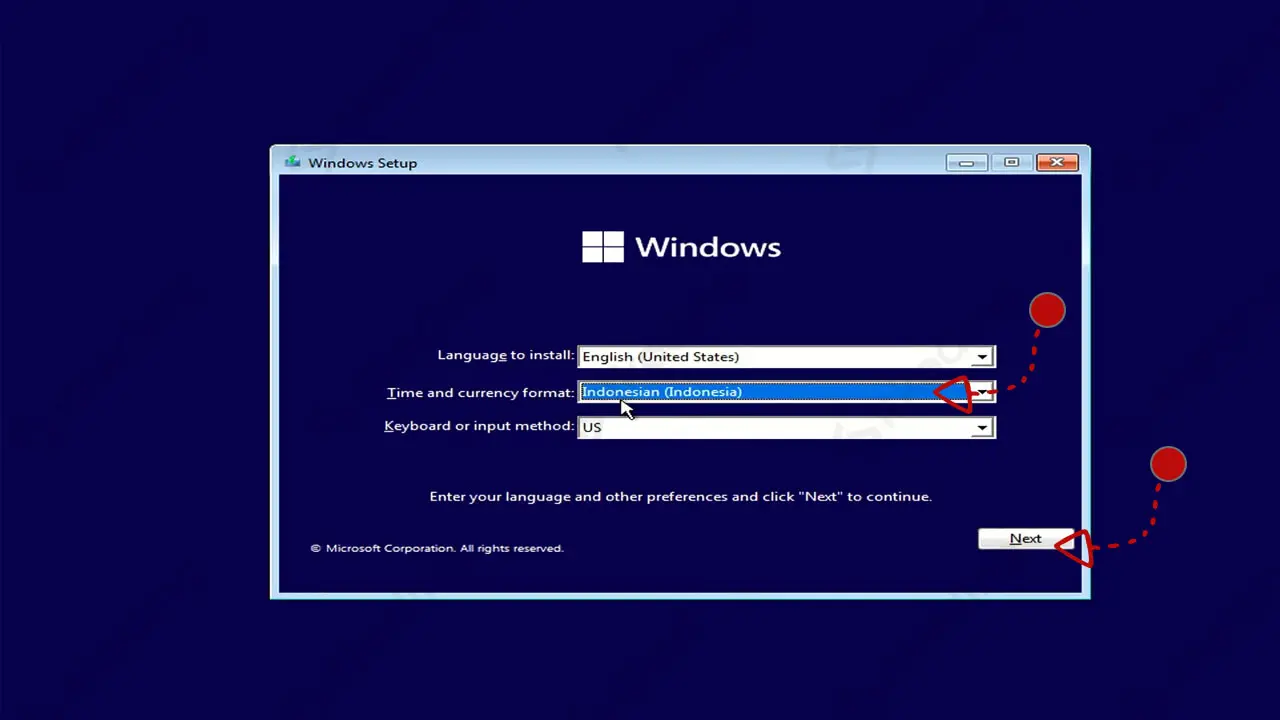 Windows Setup
Windows
Language to install: English (United States)
Time and currency format: Indonesian (Indonesia)
Keyboard or input method: US
Enter your language and other preferences and click "Next" to continue.
© Microsoft Corporation. All rights reserved.
Next